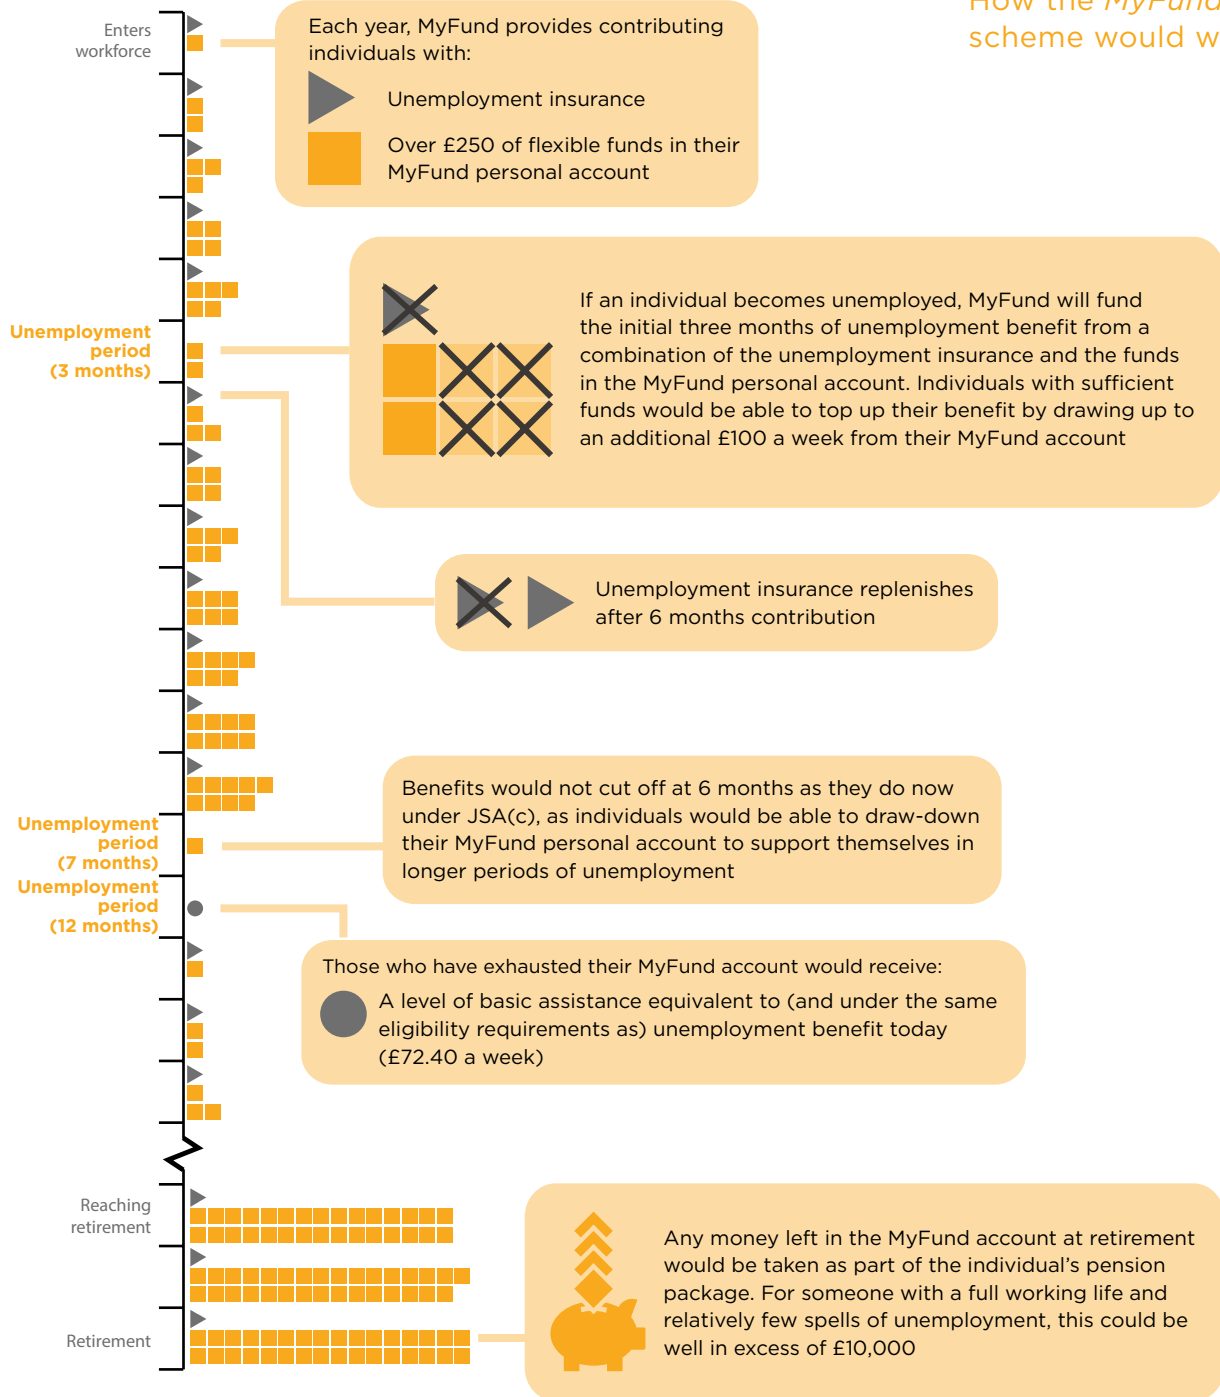 How the MyFund
scheme would w
Enters
workforce
Each year, MyFund provides contributing
individuals with:
Unemployment insurance
Over £250 of flexible funds in their
MyFund personal account
Unemployment
period
(3 months)
If an individual becomes unemployed, MyFund will fund
the initial three months of unemployment benefit from a
combination of the unemployment insurance and the funds
in the MyFund personal account. Individuals with sufficient
funds would be able to top up their benefit by drawing up to
an additional £100 a week from their MyFund account
Unemployment insurance replenishes
after 6 months contribution
Unemployment
period
(7 months)
Benefits would not cut off at 6 months as they do now
under JSA(c), as individuals would be able to draw-down
their MyFund personal account to support themselves in
longer periods of unemployment
Unemployment
period
(12 months)
Those who have exhausted their MyFund account would receive:
A level of basic assistance equivalent to (and under the same
eligibility requirements as) unemployment benefit today
(£72.40 a week)
Reaching
retirement
Retirement
Any money left in the MyFund account at retirement
would be taken as part of the individual’s pension
package. For someone with a full working life and
relatively few spells of unemployment, this could be
well in excess of £10,000